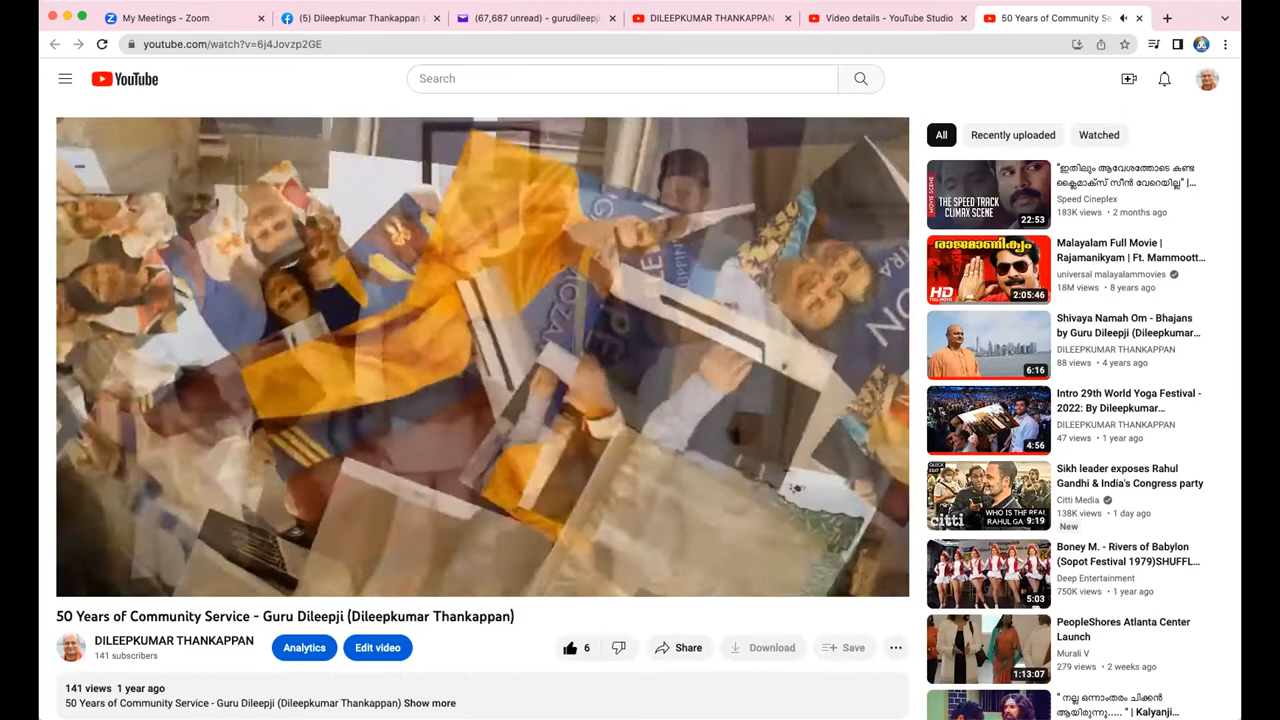 My Meetings - Zoom
(5) Dileepkumar Thankappan |
(67,687 unread) - gurudileepji
DILEEPKUMAR THANKAPPAN
Video details - YouTube Studio
50 Years of Community Se
youtube.com/watch?v=6j4Jovzp2GE
YouTube
Search
All
Recently uploaded
Watched
THE SPEED TRACK
CLIMAX SCENE
MOVIE SCENE
22:53
"ഇതിലും ആവേശത്തോടെ കണ്ട
ക്ലൈമാക്സ് സീൻ വേറെയില്ല" |...
Speed Cineplex
183K views • 2 months ago
രാജമാണിക്യം
HD
FULL MOVIE
2:05:46
Malayalam Full Movie |
Rajamanikyam | Ft. Mammoott...
universal malayalammovies
18M views • 8 years ago
6:16
Shivaya Namah Om - Bhajans
by Guru Dileepji (Dileepkumar...
DILEEPKUMAR THANKAPPAN
88 views • 4 years ago
4:56
Intro 29th World Yoga Festival -
2022: By Dileepkumar...
DILEEPKUMAR THANKAPPAN
47 views • 1 year ago
QUICK
EDIT
citti
WHO IS THE REAL
RAHUL GA
9:19
Sikh leader exposes Rahul
Gandhi & India's Congress party
Citti Media
138K views • 1 day ago
New
5:03
Boney M. - Rivers of Babylon
(Sopot Festival 1979)SHUFFL...
Deep Entertainment
750K views • 1 year ago
1:13:07
PeopleShores Atlanta Center
Launch
Murali V
279 views • 2 weeks ago
" നല്ല ഒന്നാംതരം ചിക്കൻ
ആയിരുന്നു..... " | Kalyanji...
50 Years of Community Service - Guru Dileepji (Dileepkumar Thankappan)
DILEEPKUMAR THANKAPPAN
141 subscribers
Analytics
Edit video
6
Share
Download
Save
141 views 1 year ago
50 Years of Community Service - Guru Dileepji (Dileepkumar Thankappan) Show more